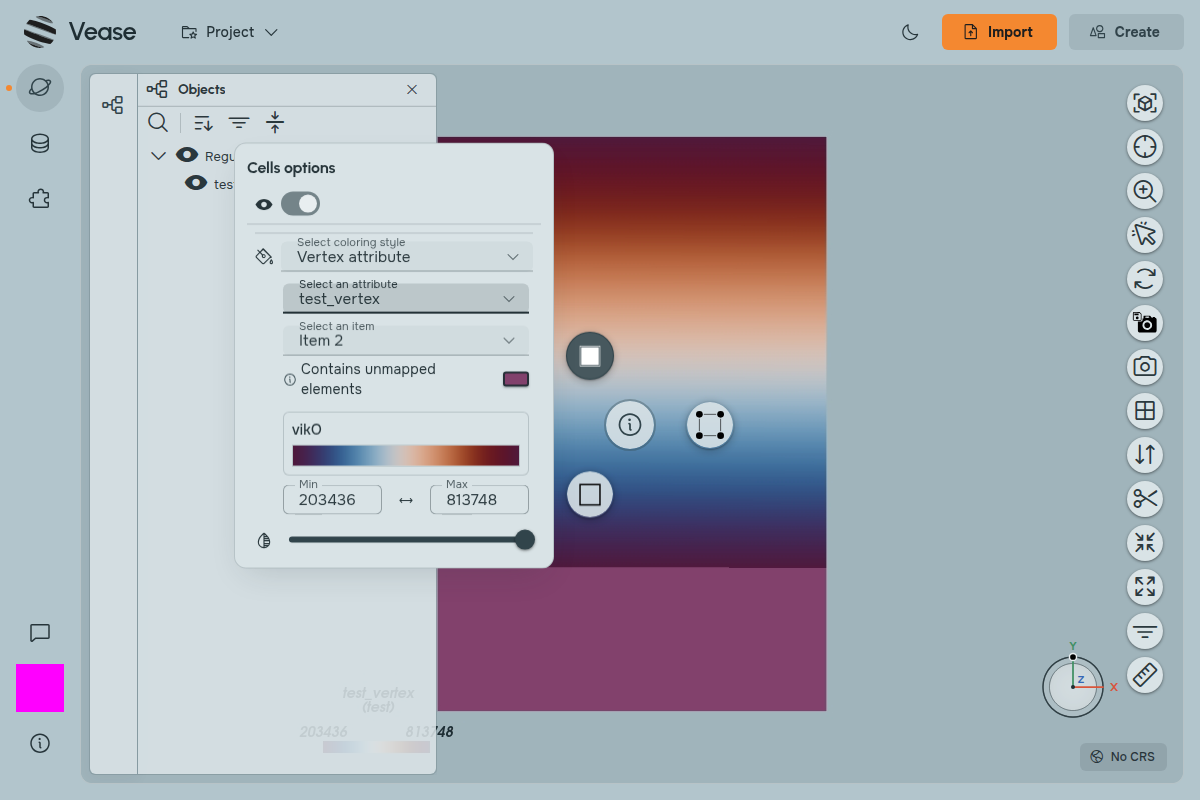 Vease
Project
Import
Create
Objects
Regu
tes
Cells options
Select coloring style
Vertex attribute
Select an attribute
test_vertex
Select an item
Item 2
Contains unmapped
elements
vikO
Min
203436
Max
813748
test_vertex
(test)
203436
813748
Y
Z
X
No CRS